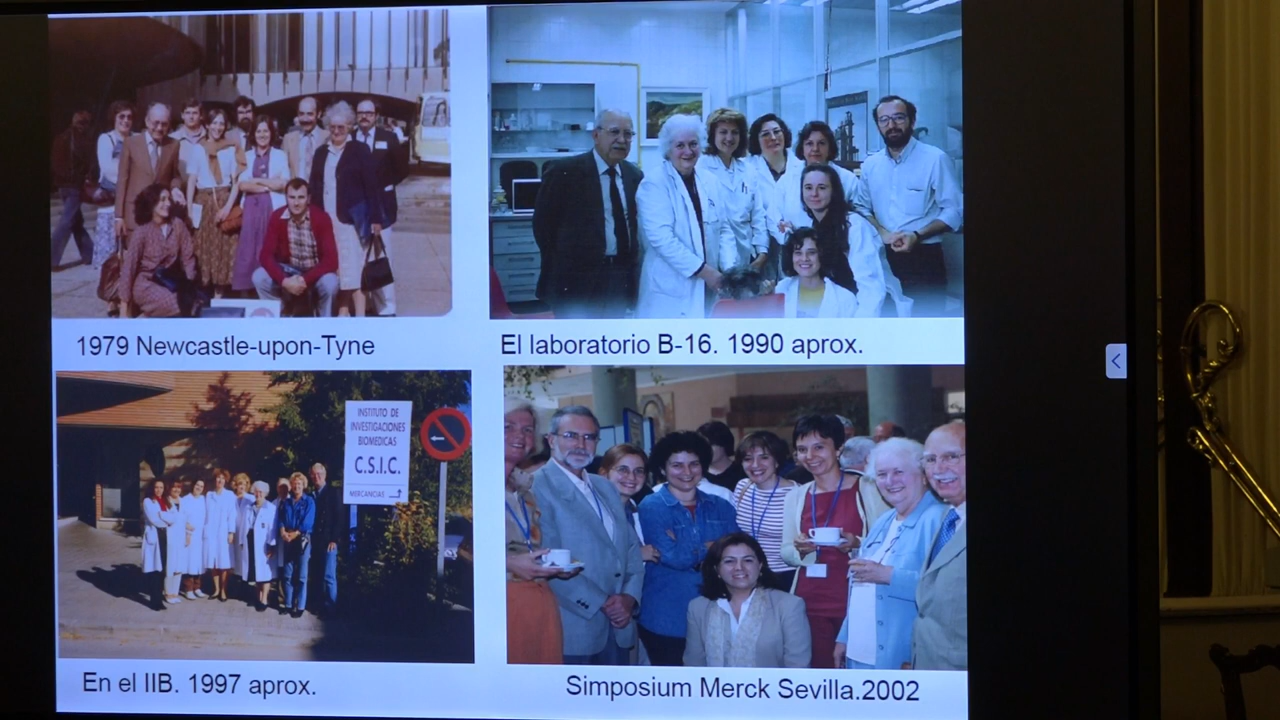 1979 Newcastle-upon-Tyne
El laboratorio B-16. 1990 aprox.
INSTITUTO DE
INVESTIGACIONES
BIOMEDICAS
C.S.I.C.
MERCANCIAS
En el IIB. 1997 aprox.
Simposium Merck Sevilla.2002